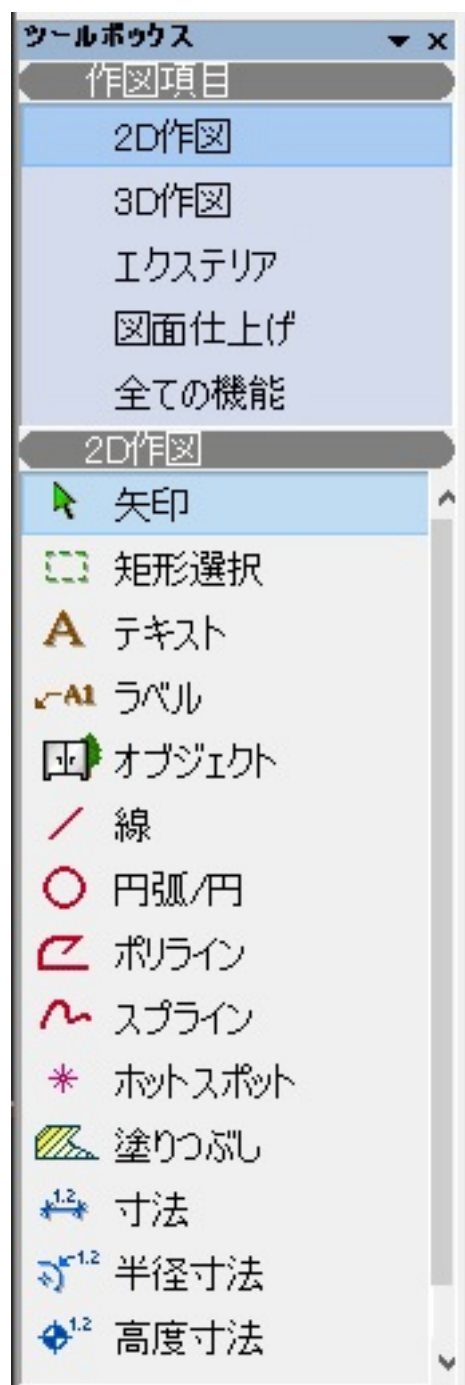 ツールボックス
作図項目
2D作図
3D作図
エクステリア
図面仕上げ
全ての機能
2D作図
矢印
矩形選択
A テキスト
A1 ラベル
オブジェクト
線
円弧/円
ポリライン
スプライン
ホットスポット
塗りつぶし
1.2 寸法
1.2 半径寸法
1.2 高度寸法